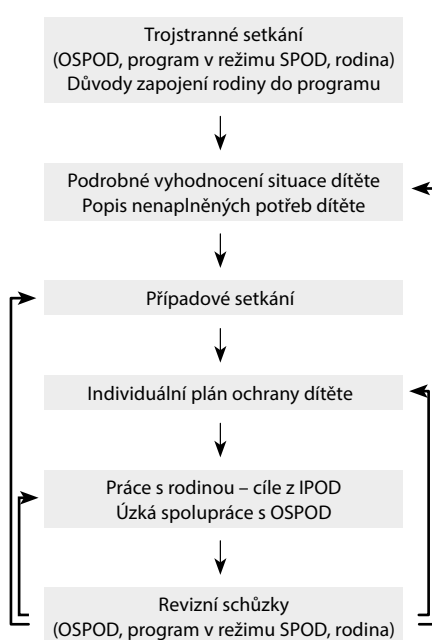 Trojstranné setkání
(OSPOD, program v režimu SPOD, rodina)
Důvody zapojení rodiny do programu
Podrobné vyhodnocení situace dítěte
Popis nenaplněných potřeb dítěte
Případové setkání
Individuální plán ochrany dítěte
Práce s rodinou – cíle z IPOD
Úzká spolupráce s OSPOD
Revizní schůzky
(OSPOD, program v režimu SPOD, rodina)